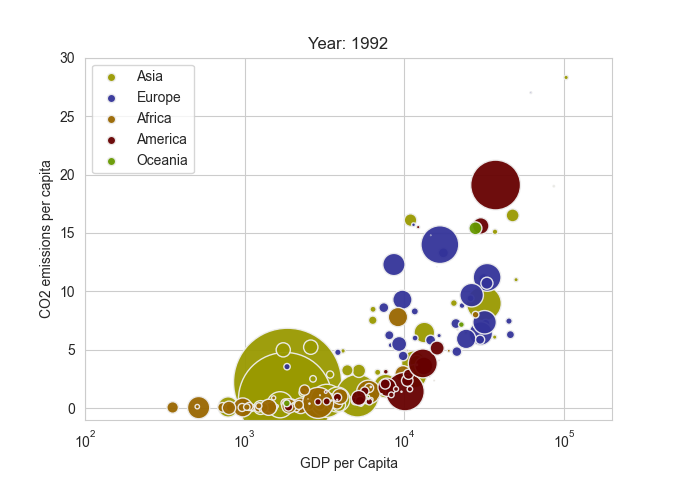 Year: 1992
30
25
20
15
10
5
0
CO2 emissions per capita
Asia
Europe
Africa
America
Oceania
10²
10³
10⁴
10⁵
GDP per Capita